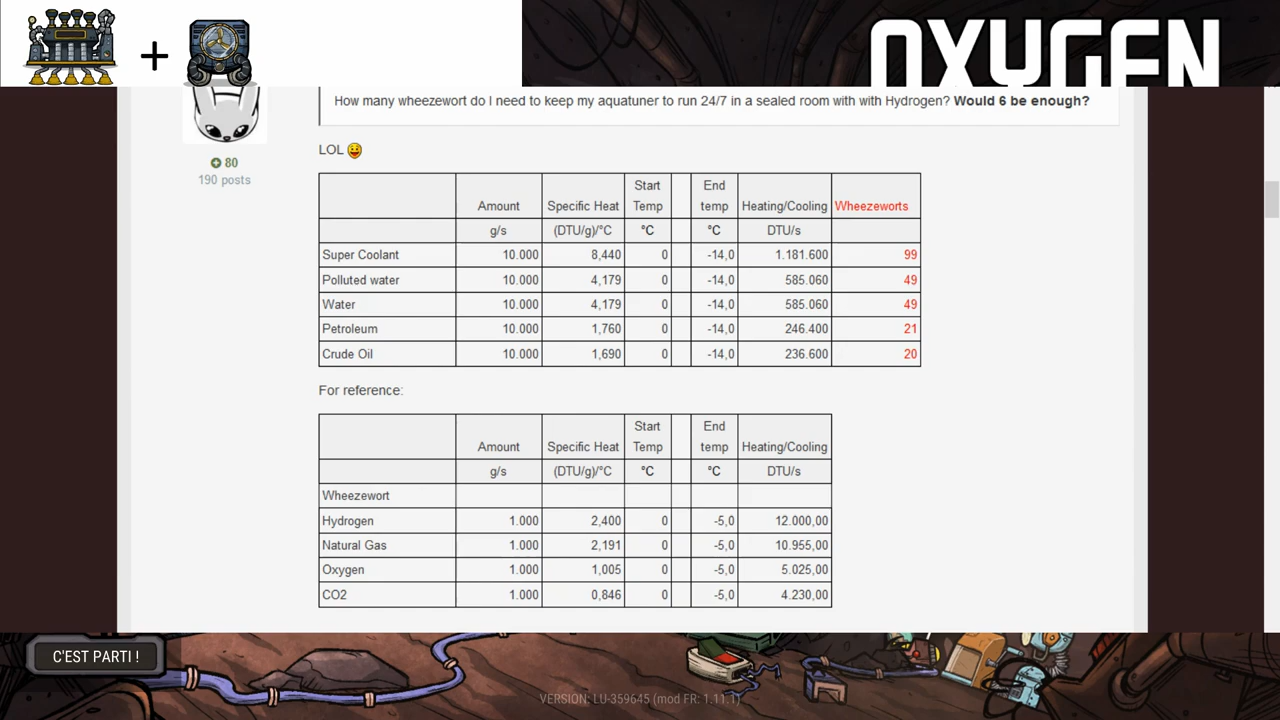 +
OXYGEN
How many wheezewort do I need to keep my aquatuner to run 24/7 in a sealed room with with Hydrogen? Would 6 be enough?
80
190 posts
LOL
Amount Specific Heat Start Temp End temp Heating/Cooling Wheezeworts
g/s (DTU/g)/°C °C °C DTU/s
Super Coolant 10.000 8,440 0 -14,0 1.181.600 99
Polluted water 10.000 4,179 0 -14,0 585.060 49
Water 10.000 4,179 0 -14,0 585.060 49
Petroleum 10.000 1,760 0 -14,0 246.400 21
Crude Oil 10.000 1,690 0 -14,0 236.600 20
For reference:
Amount Specific Heat Start Temp End temp Heating/Cooling
g/s (DTU/g)/°C °C °C DTU/s
Wheezewort
Hydrogen 1.000 2,400 0 -5,0 12.000,00
Natural Gas 1.000 2,191 0 -5,0 10.955,00
Oxygen 1.000 1,005 0 -5,0 5.025,00
CO2 1.000 0,846 0 -5,0 4.230,00
C'EST PARTI !
VERSION: LU-359645 (mod FR: 1.11.1)